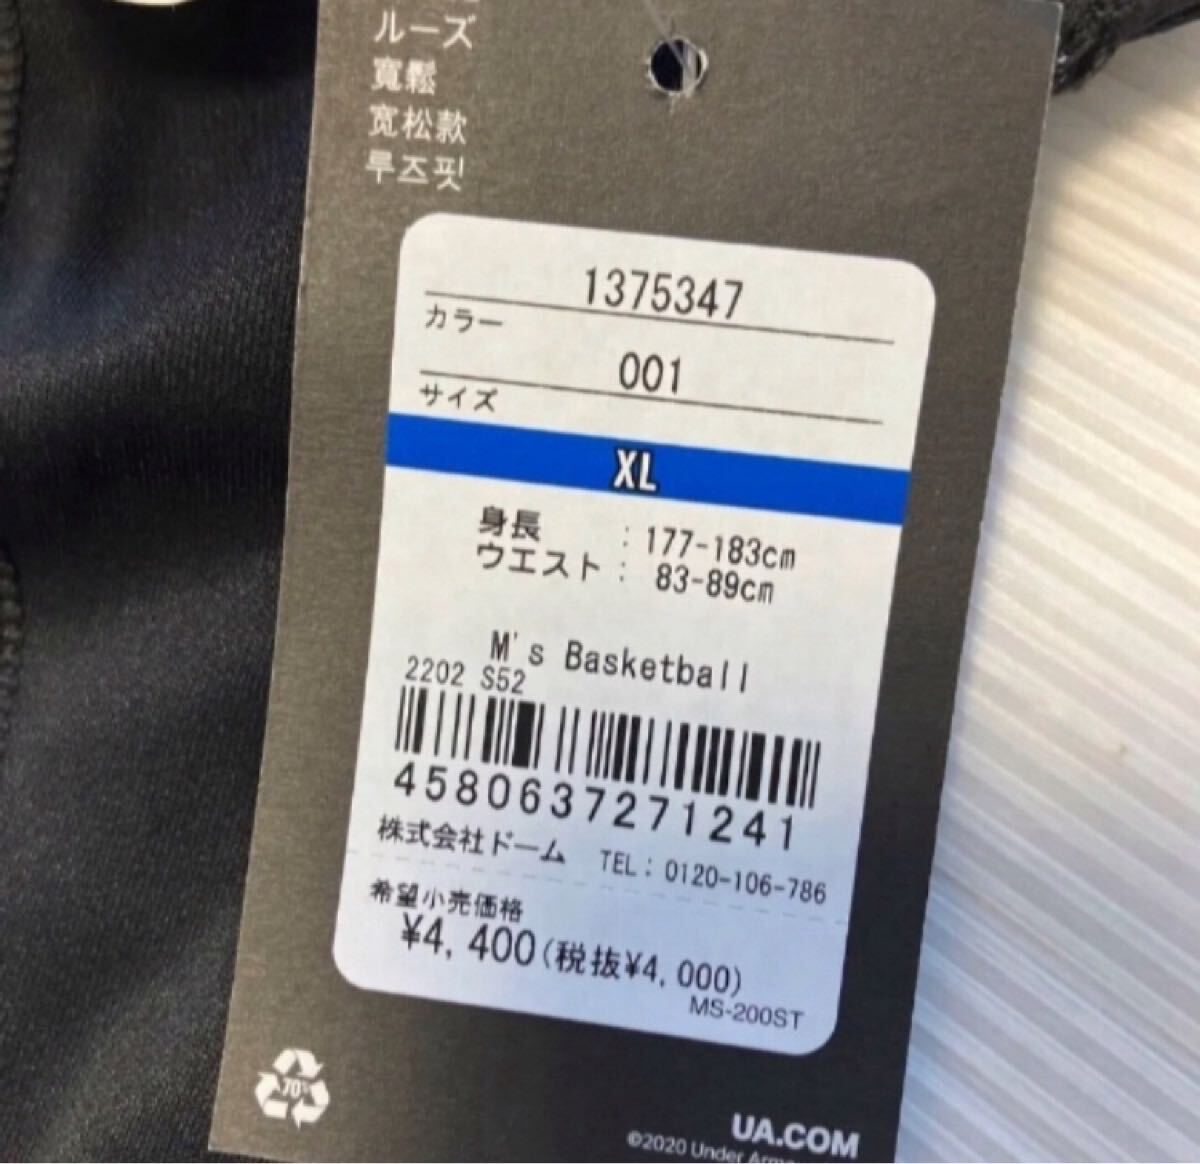 ルーズ
寬鬆
宽松款
루즈핏
1375347
カラー
001
サイズ
XL
身長 : 177-183cm
ウエスト : 83-89cm
M's Basketball
2202 S52
4580637271241
株式会社ドーム TEL: 0120-106-786
希望小売価格
¥4,400(税抜¥4,000)
MS-200ST
70%
UA.COM
©2020 Under